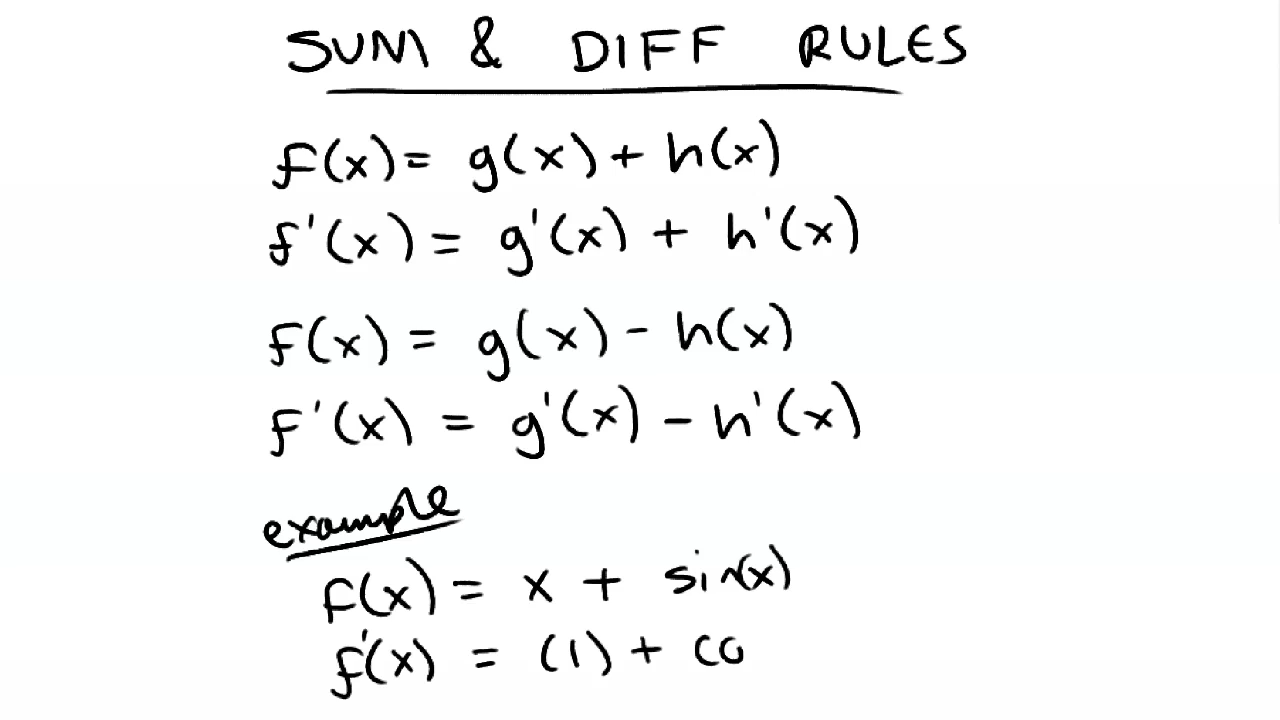 SUM & DIFF RULES
f(x) = g(x) + h(x)
f'(x) = g'(x) + h'(x)
f(x) = g(x) - h(x)
f'(x) = g'(x) - h'(x)
example
f(x) = x + sin(x)
f'(x) = (1) + co